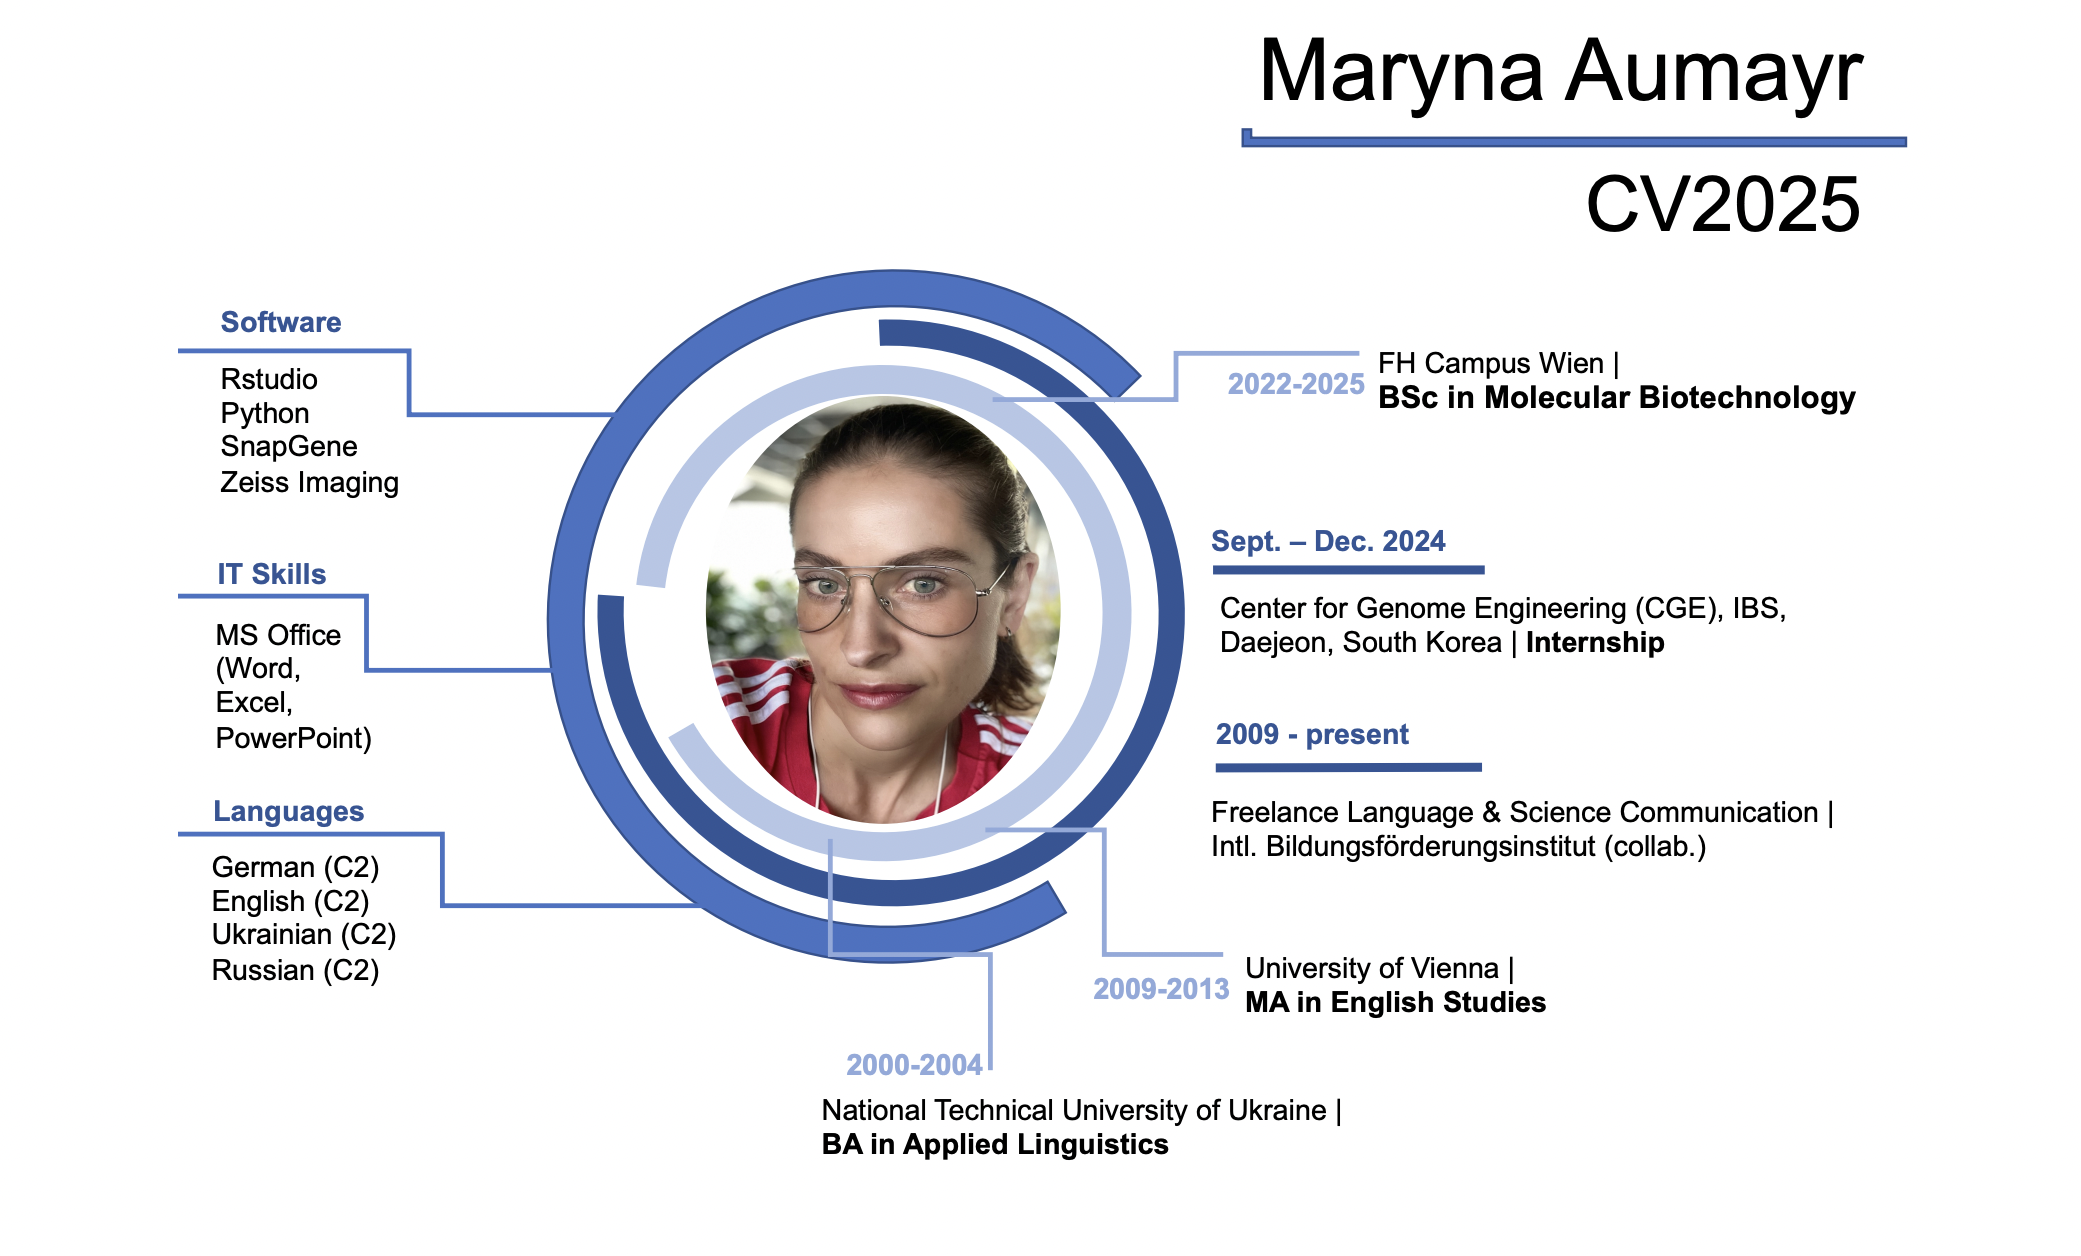 Maryna Aumayr
CV2025
Software
Rstudio
Python
SnapGene
Zeiss Imaging
IT Skills
MS Office
(Word,
Excel,
PowerPoint)
Languages
German (C2)
English (C2)
Ukrainian (C2)
Russian (C2)
2022-2025
FH Campus Wien |
BSc in Molecular Biotechnology
Sept. – Dec. 2024
Center for Genome Engineering (CGE), IBS,
Daejeon, South Korea | Internship
2009 - present
Freelance Language & Science Communication |
Intl. Bildungsförderungsinstitut (collab.)
2009-2013
University of Vienna |
MA in English Studies
2000-2004
National Technical University of Ukraine |
BA in Applied Linguistics